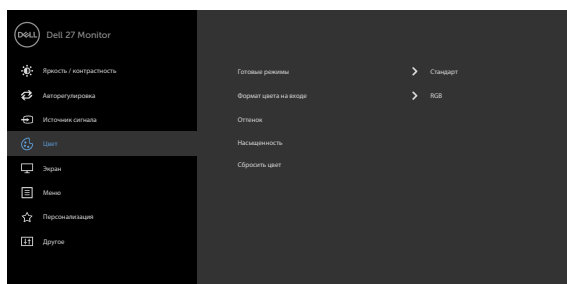 DELL Dell 27 Monitor
Яркость / контрастность
Авторегулировка
Источник сигнала
Цвет
Экран
Меню
Персонализация
Другое
Готовые режимы Стандарт
Формат цвета на входе RGB
Оттенок
Насыщенность
Сбросить цвет